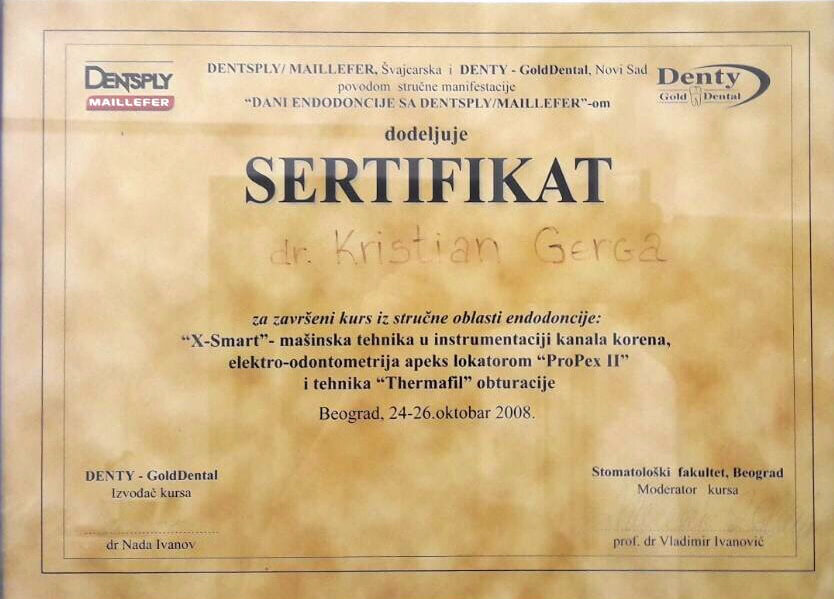 DENTSPLY
MAILLEFER
DENTSPLY/ MAILLEFER, Švajcarska i DENTY - GoldDental, Novi Sad
povodom stručne manifestacije
“DANI ENDODONCIJE SA DENTSPLY/MAILLEFER”-om
Denty
Gold Dental
dodeljuje
SERTIFIKAT
dr. Kristian Gerga
za završeni kurs iz stručne oblasti endodoncije:
“X-Smart”- mašinska tehnika u instrumentaciji kanala korena,
elektro-odontometrija apeks lokatorom “ProPex II”
i tehnika “Thermafil” obturacije
Beograd, 24-26.oktobar 2008.
DENTY - GoldDental
Izvođač kursa
dr Nada Ivanov
Stomatološki fakultet, Beograd
Moderator kursa
prof. dr Vladimir Ivanović